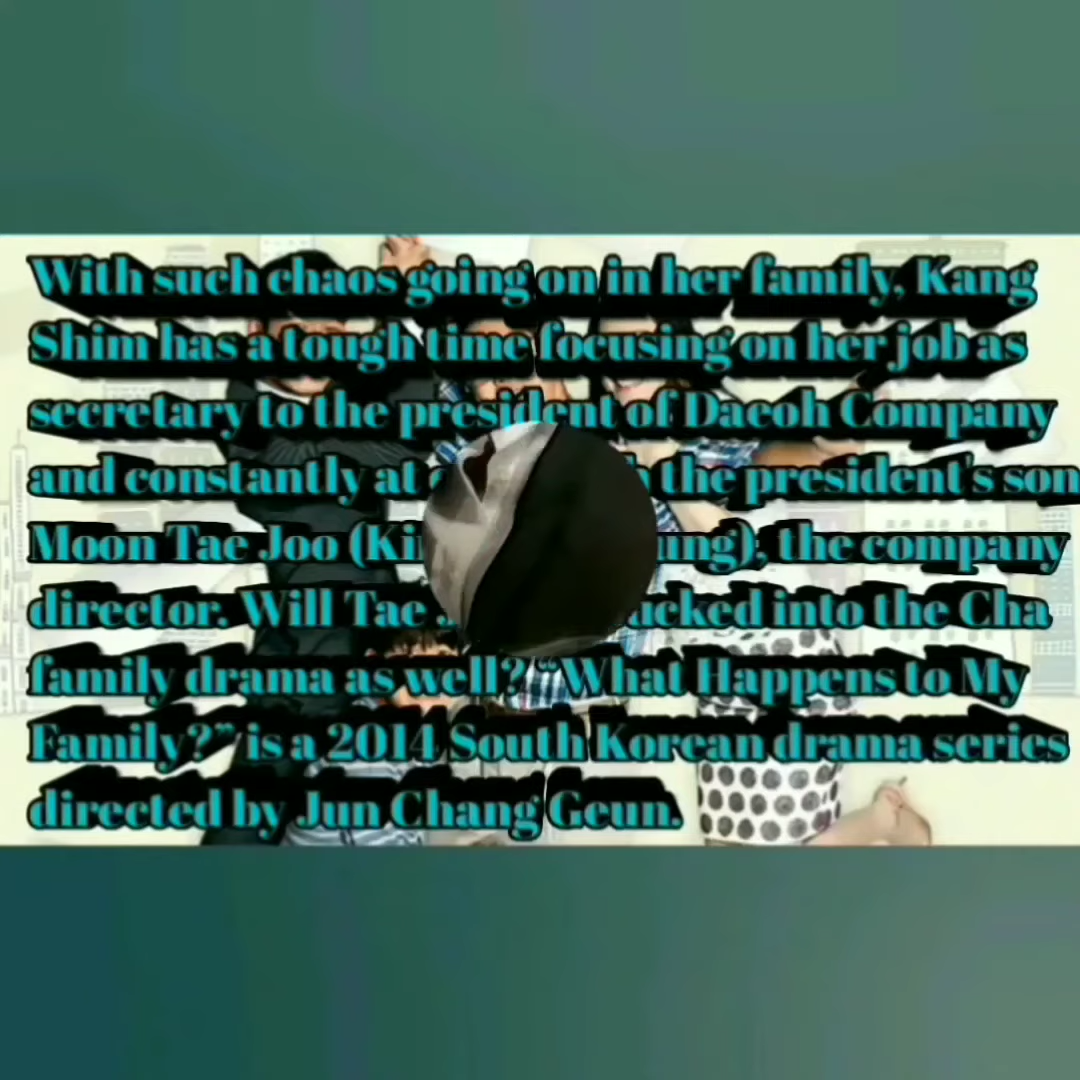 With such chaos going on in her family, Kang
Shim has a tough time focusing on her job as
secretary to the president of Daeoh Company
and constantly at the president's son
Moon Tae Joo the company
director. Will Tae into the Cha
family drama as well? “What Happens to My
Family?” is a 2014 South Korean drama series
directed by Jun Chang Geun.